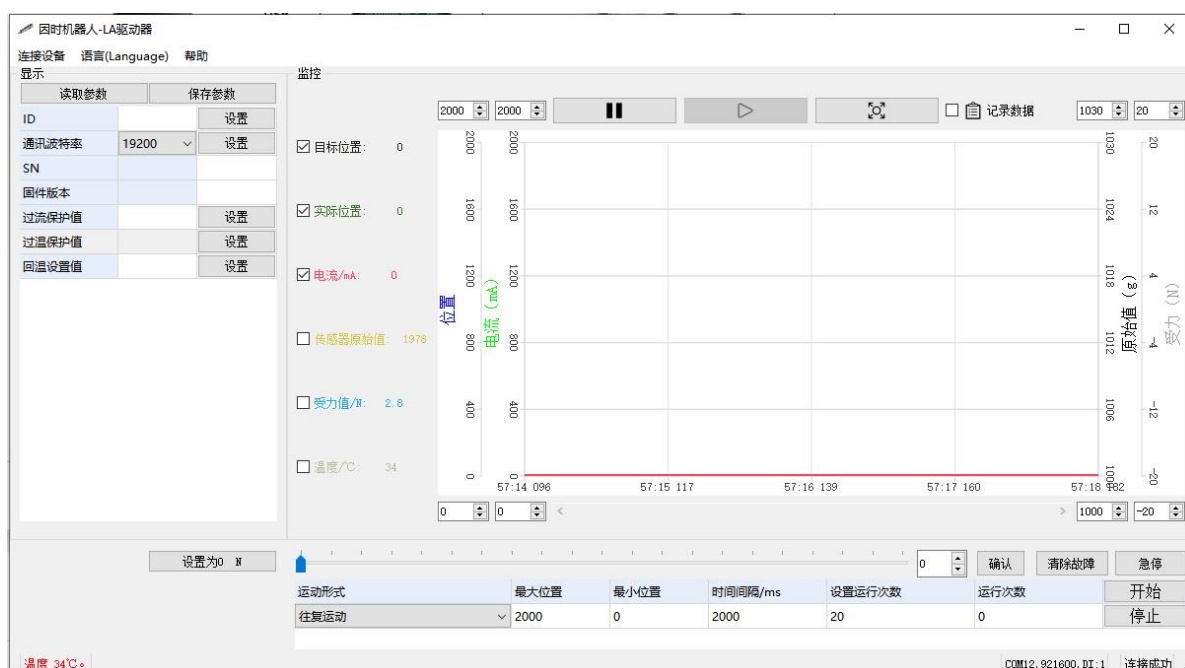 因时机器人-LA驱动器
连接设备 语言(Language) 帮助
显示
监控
读取参数 保存参数
ID 设置
通讯波特率 19200 设置
SN
固件版本
过流保护值 设置
过温保护值 设置
回温设置值 设置
2000 2000 记录数据 1030 20
目标位置: 0
实际位置: 0
电流/mA: 0
传感器原始值: 1978
受力值/N: 2.8
温度/℃: 34
位置
2000 1600 1200 800 400 0
电流 (mA)
2000 1600 1200 800 400 0
1030 1024 1018 1012 1006
原始值 (g)
20 12 4 -4 -12 -20
受力 (N)
57:14 096 57:15 117 57:16 139 57:17 160 57:18
0 0 < > 1000 -20
设置为0 N
0 确认 清除故障 急停
运动形式 最大位置 最小位置 时间间隔/ms 设置运行次数 运行次数 开始
往复运动 2000 0 2000 20 0 停止
温度 34℃。 COM12.921600.DI:1 连接成功